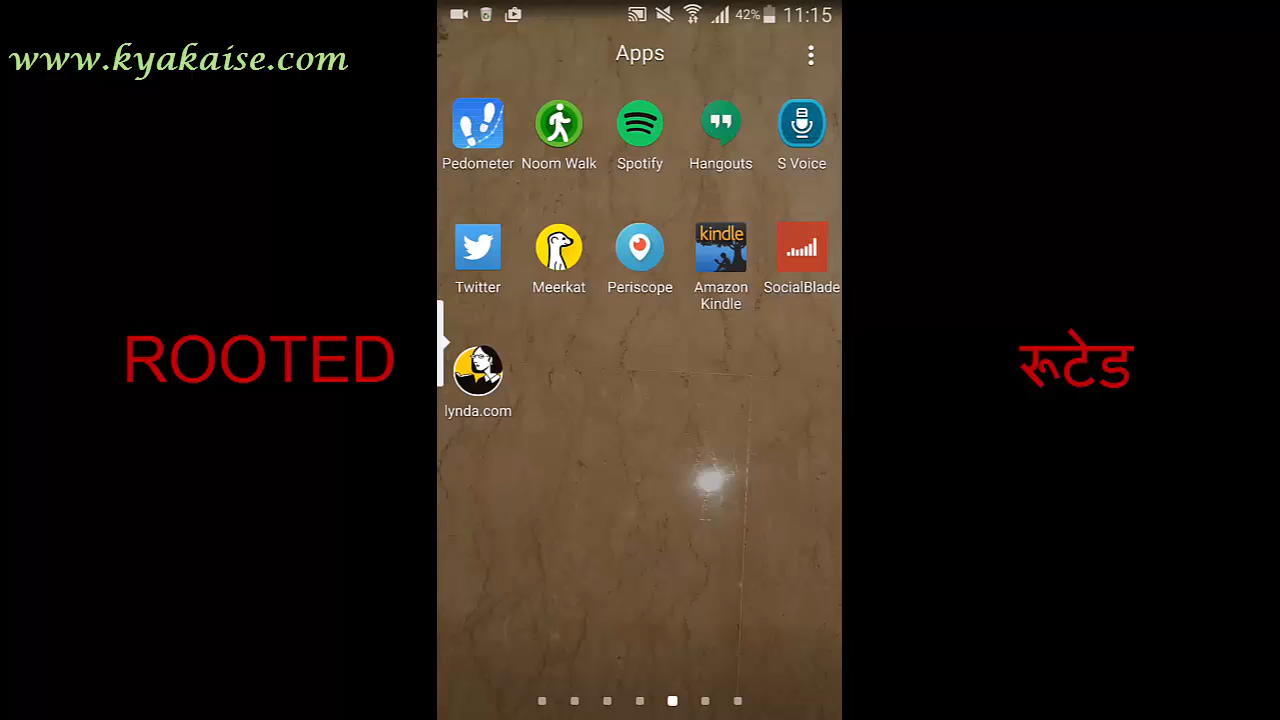 42% 11:15
www.kyakaise.com
Apps
Pedometer Noom Walk Spotify Hangouts S Voice
kindle
Twitter Meerkat Periscope Amazon Kindle SocialBlade
ROOTED
रूटेड
lynda.com